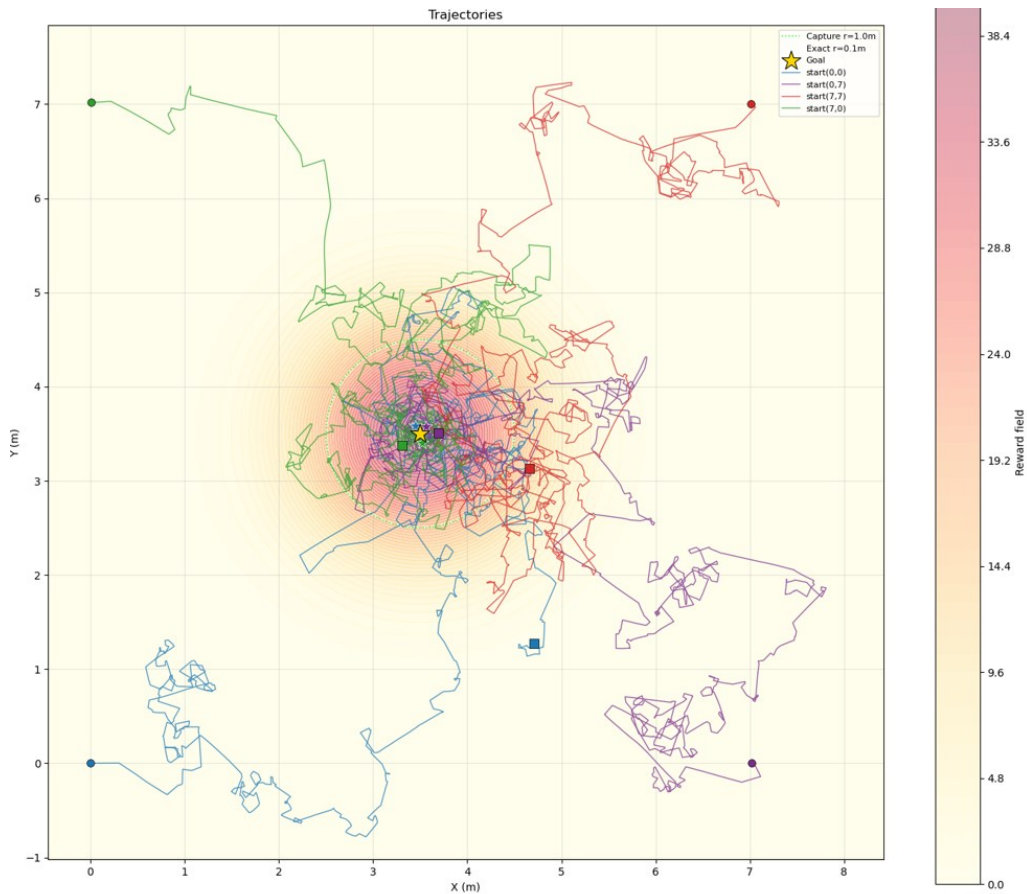 Trajectories
Capture r=1.0m
Exact r=0.1m
Goal
start(0,0)
start(0,7)
start(7,7)
start(7,0)
Y (m)
7
6
5
4
3
2
1
0
−1
0 1 2 3 4 5 6 7 8
X (m)
38.4
33.6
28.8
24.0
19.2
14.4
9.6
4.8
0.0
Reward field